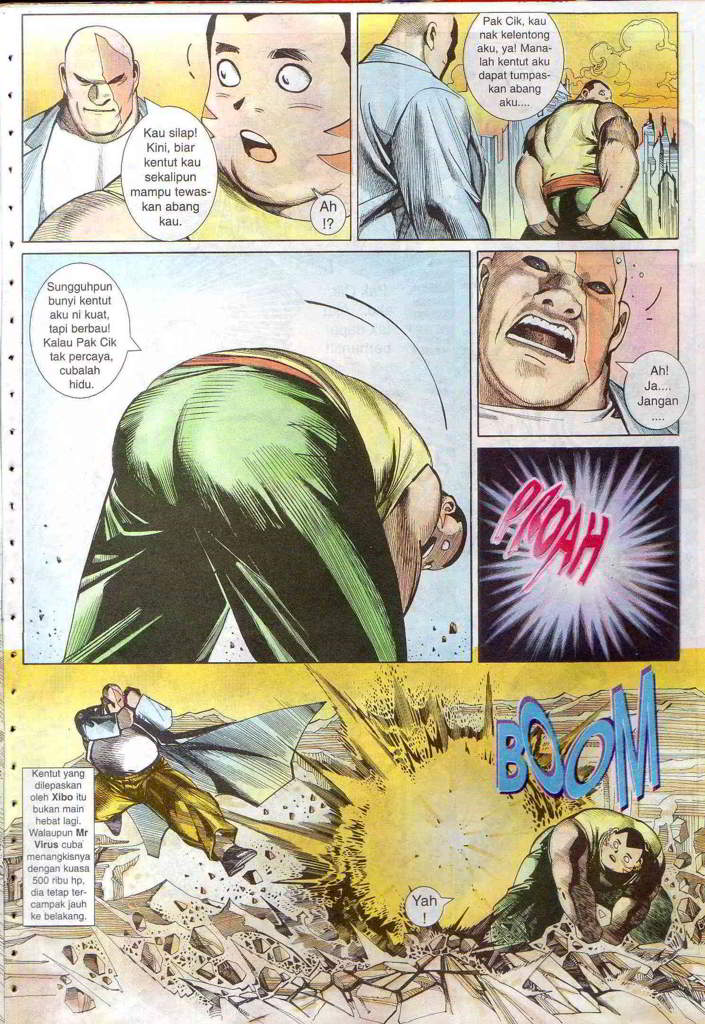 Kau silap!
Kini, biar
kentut kau
sekalipun
mampu tewas-
kan abang
kau.
Ah
!?
Pak Cik, kau
nak kelentong
aku, ya! Mana-
lah kentut aku
dapat tumpas-
kan abang
aku....
Sungguhpun
bunyi kentut
aku ni kuat,
tapi berbau!
Kalau Pak Cik
tak percaya,
cubalah
hidu.
Ah!
Ja....
Jangan
....
PROAH
BOOM
Kentut yang
dilepaskan
oleh Xibo itu
bukan main
hebat lagi.
Walaupun Mr
Virus cuba
menangkisnya
dengan kuasa
500 ribu hp,
dia tetap ter-
campak jauh
ke belakang.
Yah
!